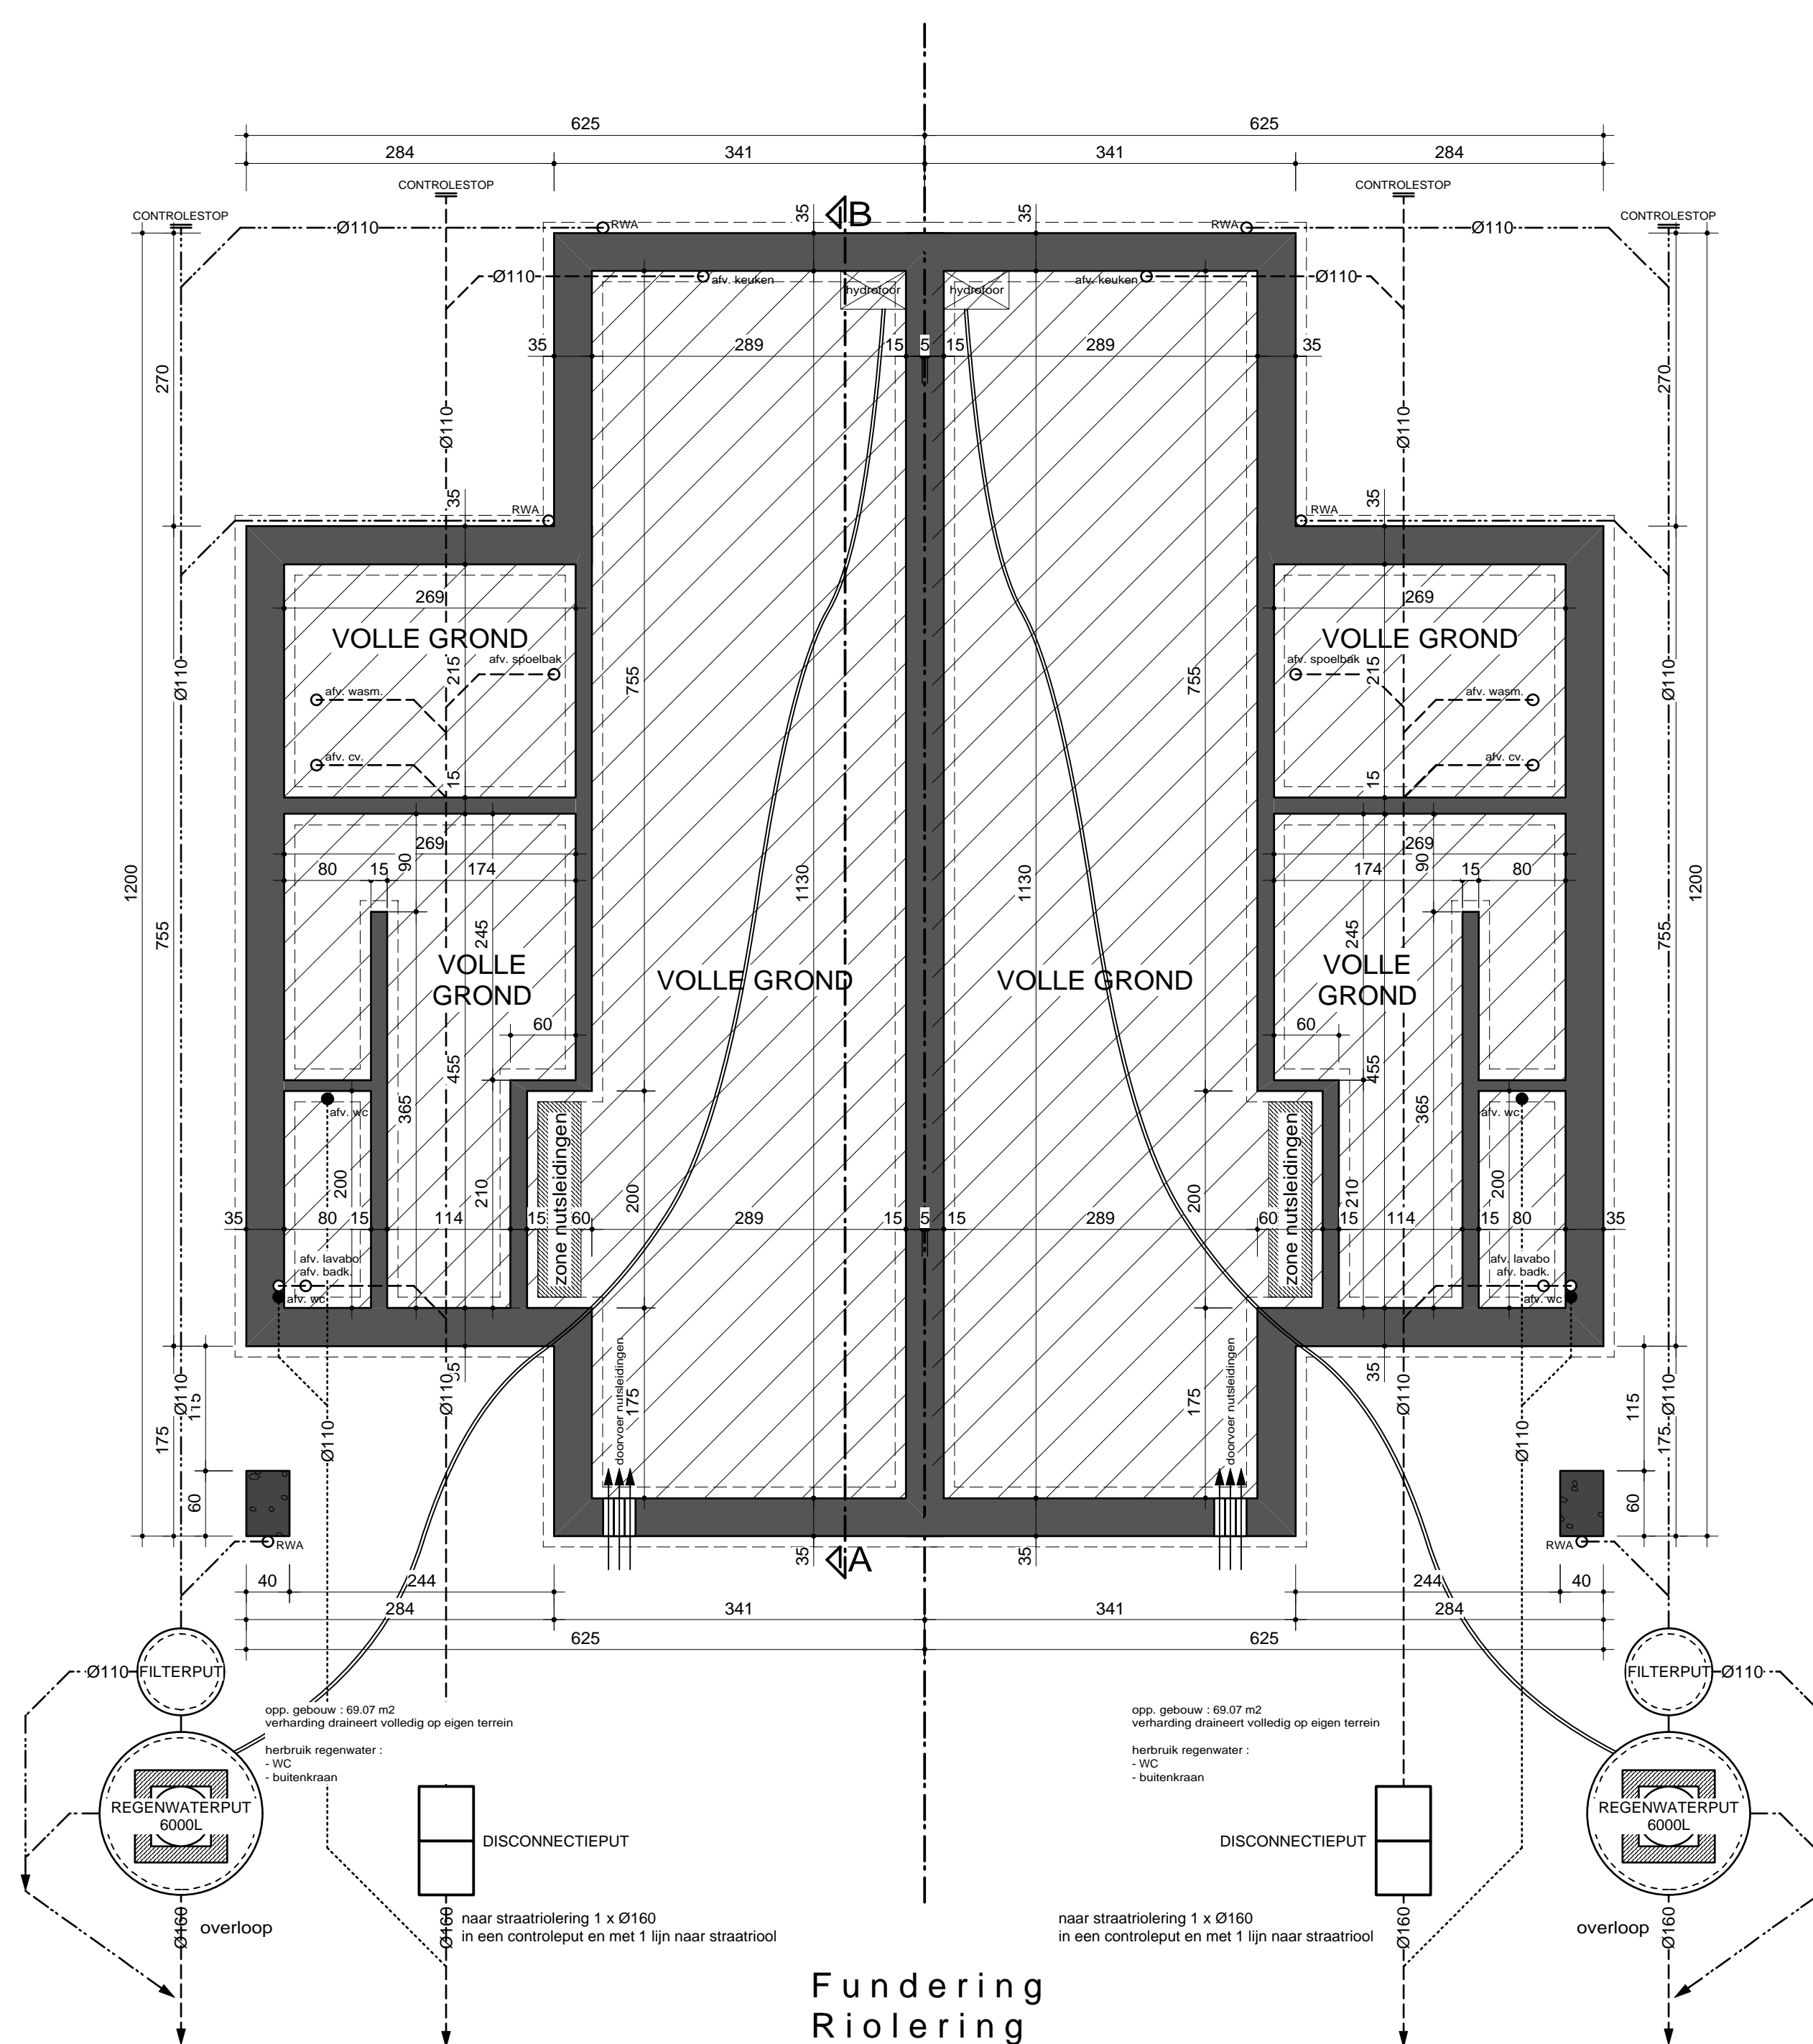 625 625
284 341 341 284
CONTROLESTOP CONTROLESTOP
CONTROLESTOP CONTROLESTOP
35 B 35
Ø110 RWA RWA Ø110
Ø110 afv. keuken hydrofoor hydrofoor afv. keuken Ø110
35 289 15 5 15 289 35
270 270
Ø110 Ø110
35 35
RWA RWA
269 269
VOLLE GROND VOLLE GROND
afv. spoelbak afv. spoelbak
Ø110 215 755 755 215 Ø110
afv. wasm. afv. wasm.
afv. cv. afv. cv.
15 15
269 269
90 90
80 15 174 174 15 80
1200 1130 1130 1200
755 245 245 755
VOLLE VOLLE
GROND VOLLE GROND VOLLE GROND GROND
60 60
455 455
365 365
afv. wc afv. wc
200 210 zone nutsleidingen 200 200 zone nutsleidingen 210 200
35 80 15 114 15 60 289 15 5 15 289 60 15 114 15 80 35
afv. lavabo afv. lavabo
afv. badk. afv. badk.
afv. wc afv. wc
35 35
Ø110 Ø110 Ø110 Ø110
115 doorvoer nutsleidingen doorvoer nutsleidingen 115
175 Ø110 175 175 Ø110 175
60 60
RWA RWA
35 A 35
40 244 244 40
284 341 341 284
625 625
Ø110 FILTERPUT FILTERPUT Ø110
opp. gebouw : 69.07 m2
verharding draineert volledig op eigen terrein
herbruik regenwater :
- WC
- buitenkraan
opp. gebouw : 69.07 m2
verharding draineert volledig op eigen terrein
herbruik regenwater :
- WC
- buitenkraan
REGENWATERPUT REGENWATERPUT
6000L 6000L
DISCONNECTIEPUT DISCONNECTIEPUT
Ø160 overloop Ø160
naar straatriolering 1 x Ø160
in een controleput en met 1 lijn naar straatriool
naar straatriolering 1 x Ø160
in een controleput en met 1 lijn naar straatriool
Ø160 overloop Ø160
Fundering
Riolering